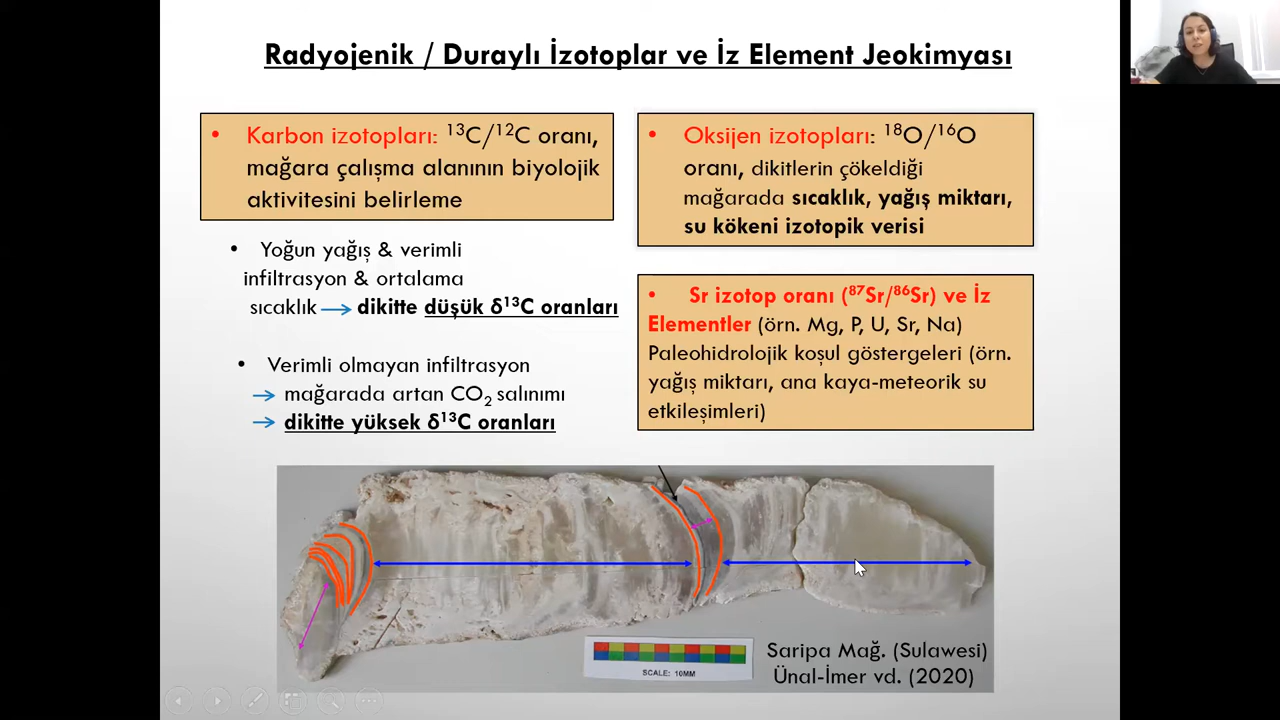 Radyojenik / Duraylı İzotoplar ve İz Element Jeokimyası
• Karbon izotopları: ¹³C/¹²C oranı,
mağara çalışma alanının biyolojik
aktivitesini belirleme
• Yoğun yağış & verimli
infiltrasyon & ortalama
sıcaklık → dikitte düşük δ¹³C oranları
• Verimli olmayan infiltrasyon
→ mağarada artan CO₂ salınımı
→ dikitte yüksek δ¹³C oranları
• Oksijen izotopları: ¹⁸O/¹⁶O
oranı, dikitlerin çökeldiği
mağarada sıcaklık, yağış miktarı,
su kökeni izotopik verisi
• Sr izotop oranı (⁸⁷Sr/⁸⁶Sr) ve İz
Elementler (örn. Mg, P, U, Sr, Na)
Paleohidrolojik koşul göstergeleri (örn.
yağış miktarı, ana kaya-meteorik su
etkileşimleri)
SCALE: 10MM
Saripa Mağ. (Sulawesi)
Ünal-İmer vd. (2020)